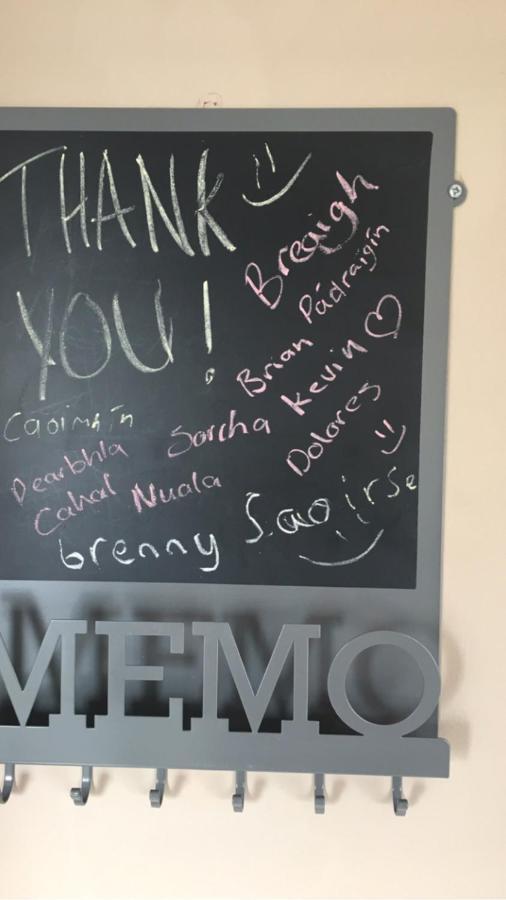 THANK
YOU!
Breaigh
Pádraigín
Brian
Kevin
Dolores
Caoimhín
Dearbhla
Sorcha
Cahal
Nuala
brenny
Saoirse
MEMO